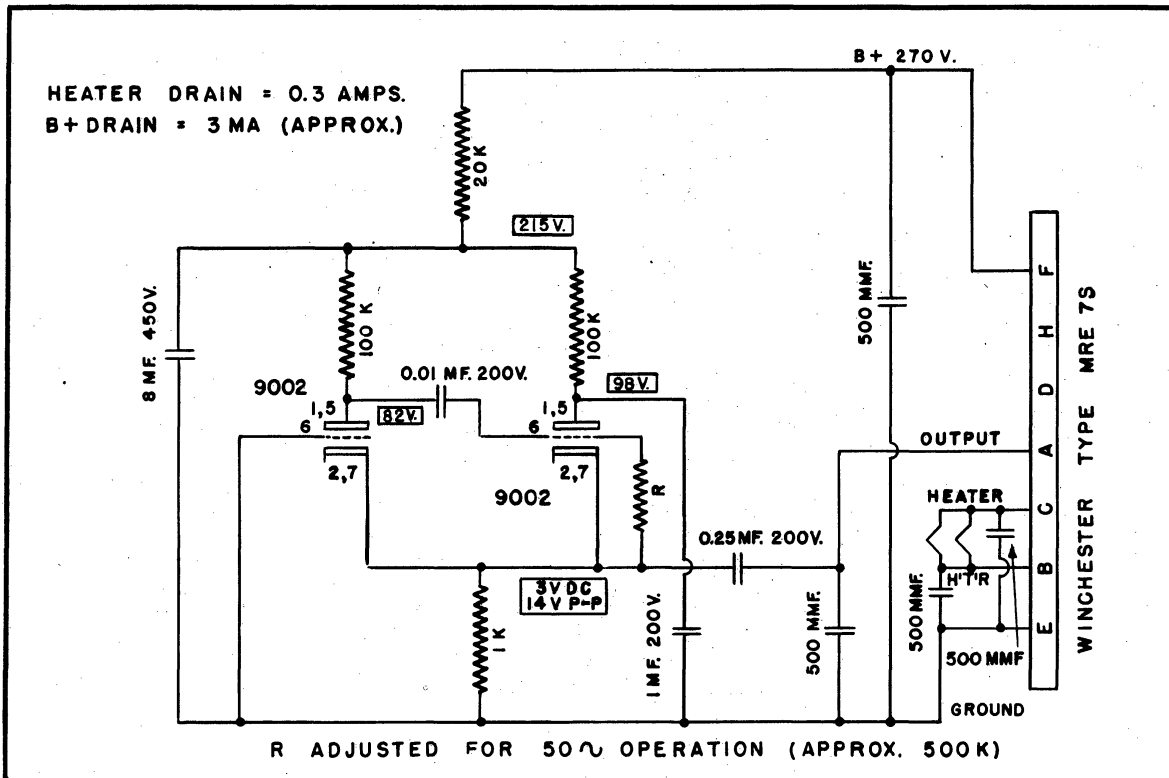 B+ 270 V.
HEATER DRAIN = 0.3 AMPS.
B+ DRAIN = 3 MA (APPROX.)
20K
215V.
8 MF. 450V.
100 K
100K
500 MMF.
F
H
D
A
C
B
E
WINCHESTER TYPE MRE 7S
0.01 MF. 200V.
98V.
9002
1,5
82V.
6
2,7
1,5
6
2,7
9002
R
OUTPUT
HEATER
0.25MF. 200V.
H'T'R
3V DC
14V P-P
1K
1 MF. 200V.
500 MMF.
500 MMF.
500 MMF
GROUND
R ADJUSTED FOR 50~ OPERATION (APPROX. 500K)